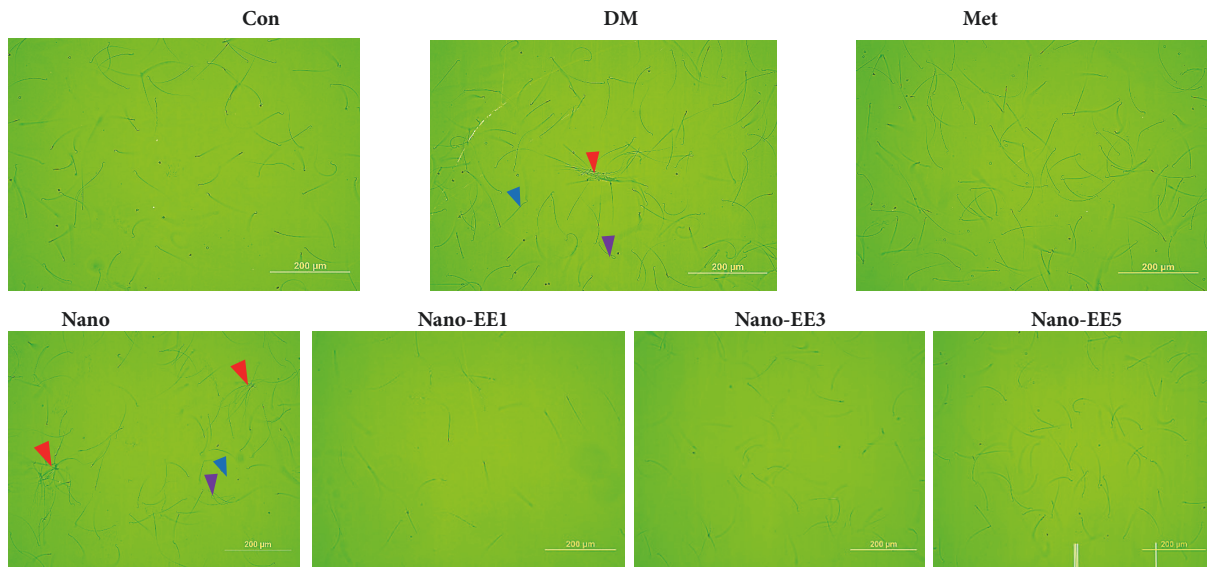 Con DM Met
200 µm 200 µm 200 µm
Nano Nano-EE1 Nano-EE3 Nano-EE5
200 µm 200 µm 200 µm 200 µm